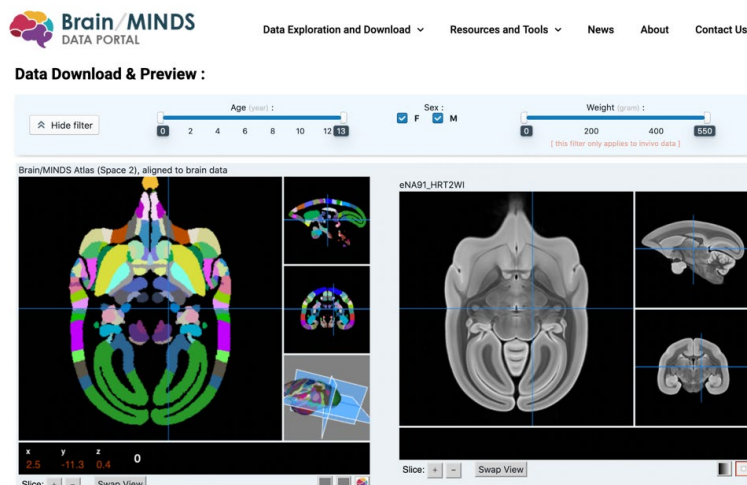 Brain/MINDS
DATA PORTAL
Data Exploration and Download
Resources and Tools
News
About
Contact Us
Data Download & Preview :
Hide filter
Age (year) :
0 2 4 6 8 10 12 13
Sex :
F M
Weight (gram) :
0 200 400 550
[ this filter only applies to invivo data ]
Brain/MINDS Atlas (Space 2), aligned to brain data
eNA91_HRT2WI
x y z
2.5 -11.3 0.4 0
Slice: + - Swap View
Slice: + - Swap View